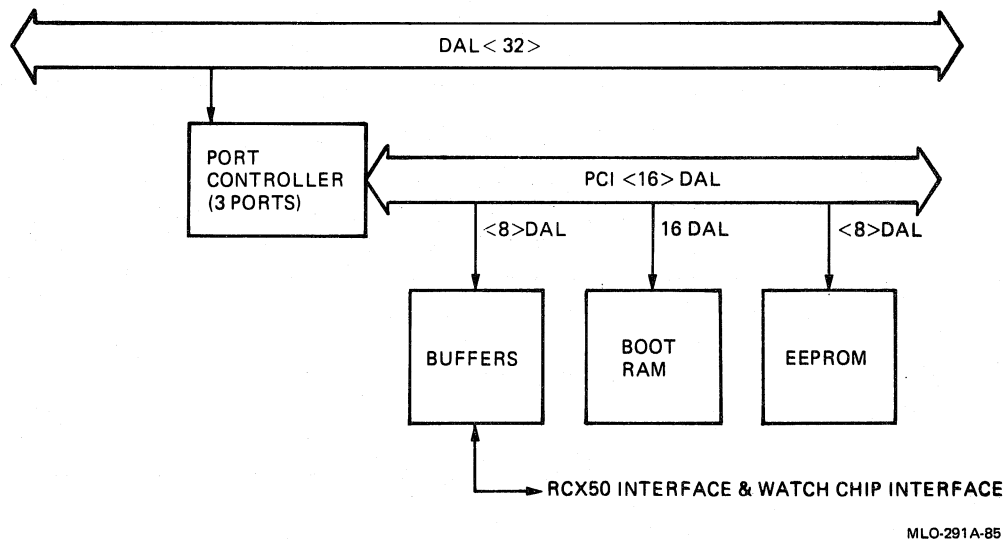 DAL< 32>
PORT
CONTROLLER
(3 PORTS)
PCI <16> DAL
<8>DAL
16 DAL
<8>DAL
BUFFERS
BOOT
RAM
EEPROM
RCX50 INTERFACE & WATCH CHIP INTERFACE
MLO-291A-85